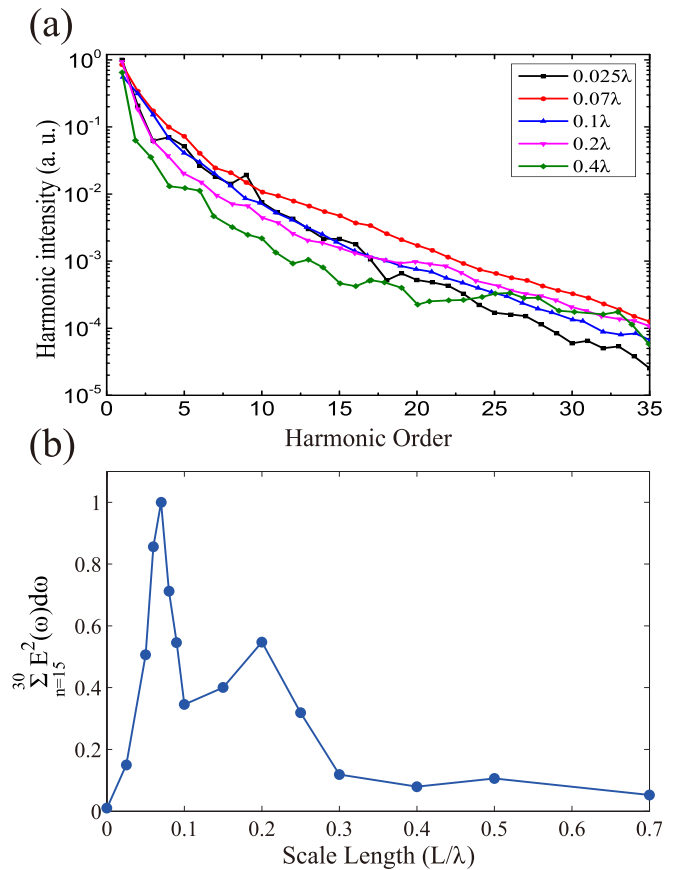 (a)
Harmonic intensity (a. u.)
10⁰
10⁻¹
10⁻²
10⁻³
10⁻⁴
10⁻⁵
0.025λ
0.07λ
0.1λ
0.2λ
0.4λ
0 5 10 15 20 25 30 35
Harmonic Order
(b)
30 Σ n=15 E²(ω)dω
1
0.8
0.6
0.4
0.2
0
0 0.1 0.2 0.3 0.4 0.5 0.6 0.7
Scale Length (L/λ)